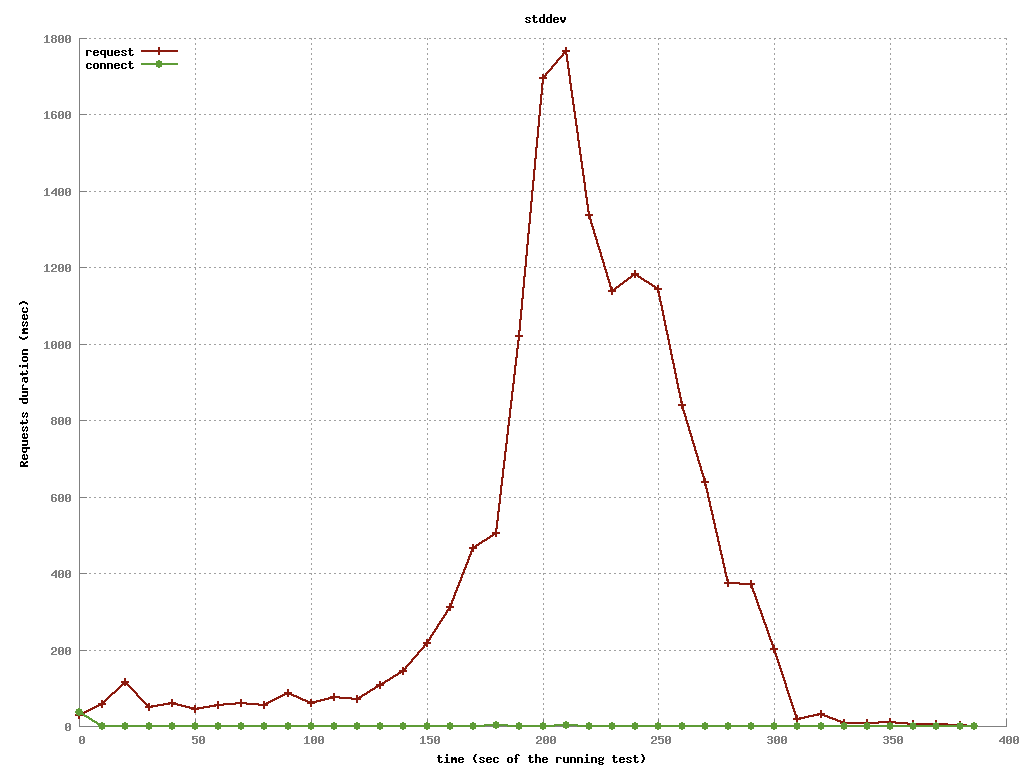 stddev
1800
request
connect
1600
1400
1200
1000
800
600
400
200
0
Requests duration (msec)
0 50 100 150 200 250 300 350 400
time (sec of the running test)